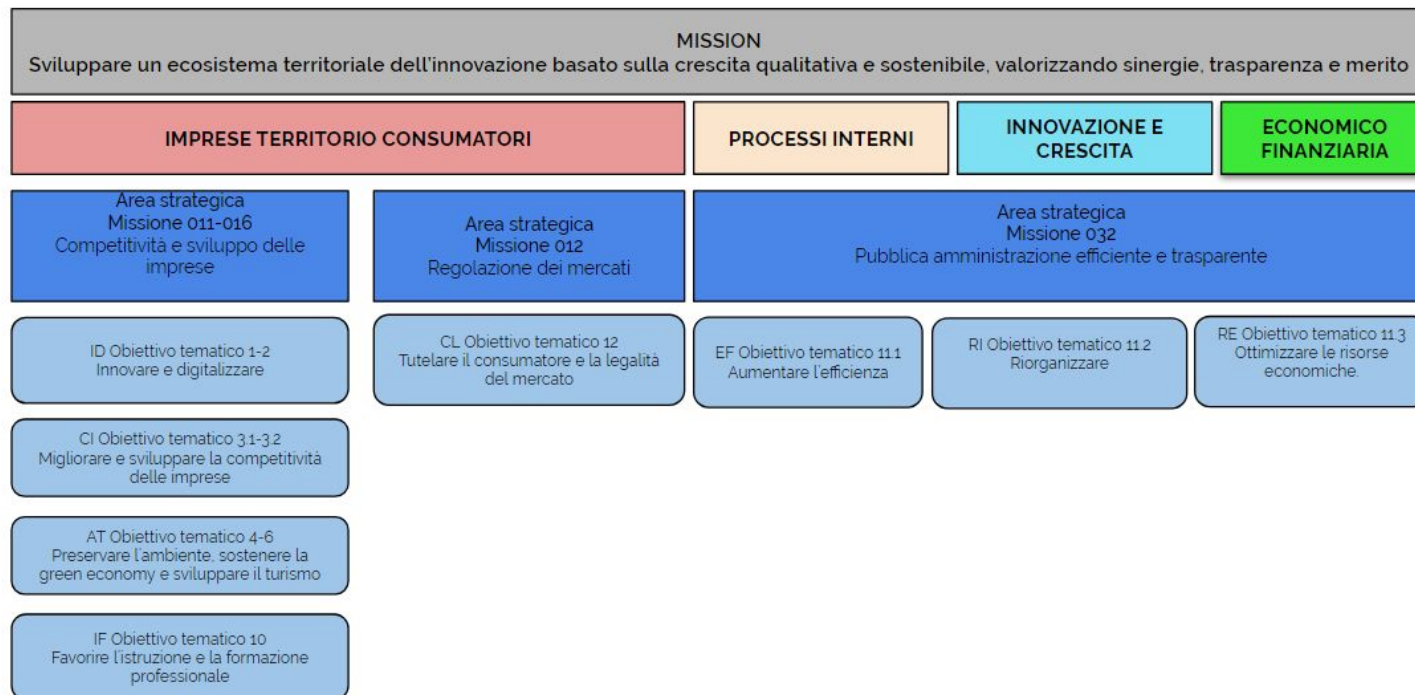 MISSION
Sviluppare un ecosistema territoriale dell'innovazione basato sulla crescita qualitativa e sostenibile, valorizzando sinergie, trasparenza e merito
IMPRESE TERRITORIO CONSUMATORI
PROCESSI INTERNI
INNOVAZIONE E
CRESCITA
ECONOMICO
FINANZIARIA
Area strategica
Missione 011-016
Competitività e sviluppo delle
imprese
Area strategica
Missione 012
Regolazione dei mercati
Area strategica
Missione 032
Pubblica amministrazione efficiente e trasparente
ID Obiettivo tematico 1-2
Innovare e digitalizzare
CL Obiettivo tematico 12
Tutelare il consumatore e la legalità
del mercato
EF Obiettivo tematico 11.1
Aumentare l'efficienza
RI Obiettivo tematico 11.2
Riorganizzare
RE Obiettivo tematico 11.3
Ottimizzare le risorse
economiche.
CI Obiettivo tematico 3.1-3.2
Migliorare e sviluppare la competitività
delle imprese
AT Obiettivo tematico 4-6
Preservare l'ambiente, sostenere la
green economy e sviluppare il turismo
IF Obiettivo tematico 10
Favorire l'istruzione e la formazione
professionale